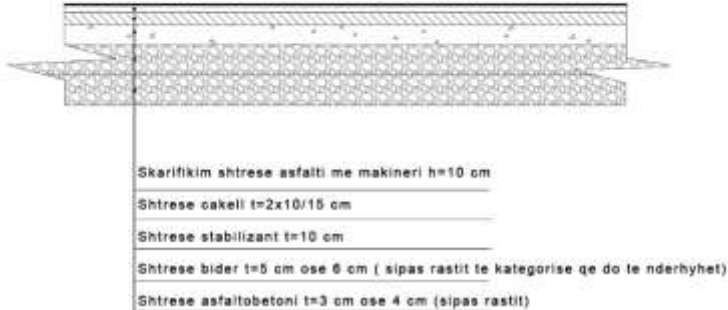 Skarifikim shtrese asfalti me makineri h=10 cm
Shtrese cakell t=2x10/15 cm
Shtrese stabilizant t=10 cm
Shtrese bider t=5 cm ose 6 cm ( sipas rastit te kategorise qe do te nderhyhet)
Shtrese asfaltobetoni t=3 cm ose 4 cm (sipas rastit)